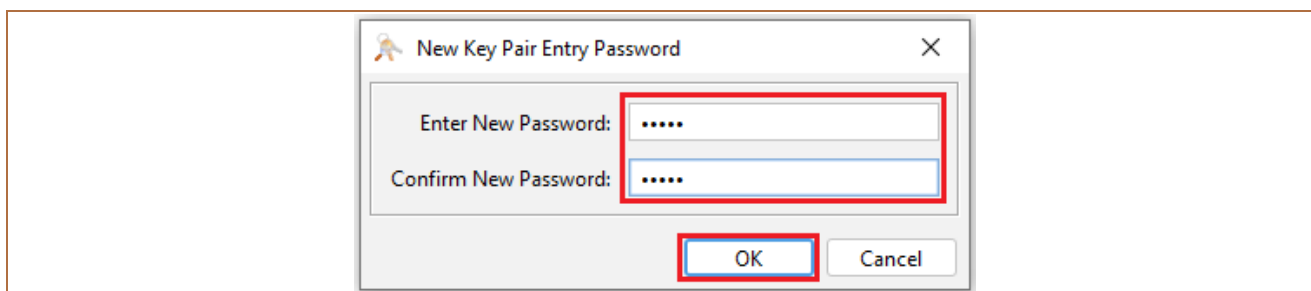 New Key Pair Entry Password
Enter New Password: •••••
Confirm New Password: •••••
OK Cancel